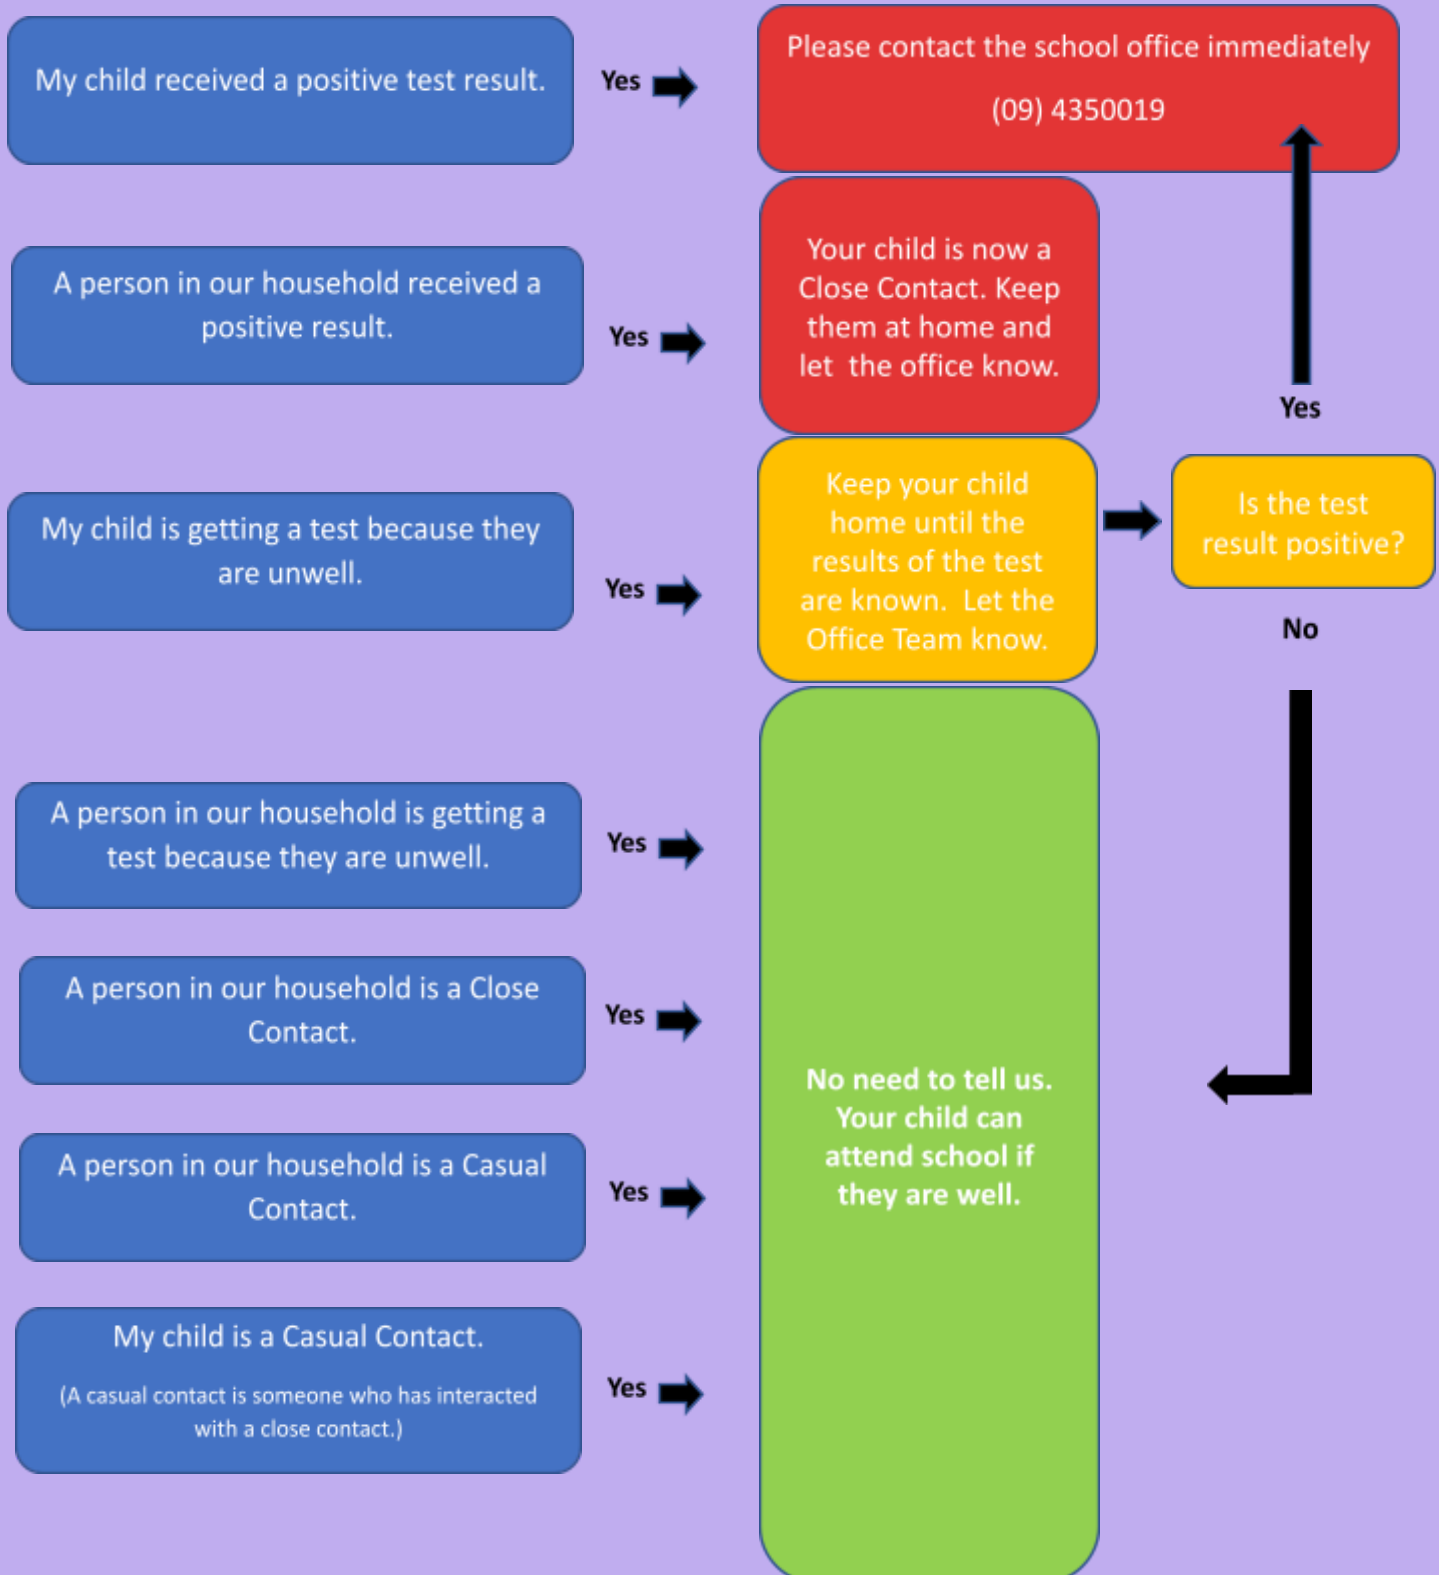 My child received a positive test result.
Yes
Please contact the school office immediately
(09) 4350019
A person in our household received a
positive result.
Yes
Your child is now a
Close Contact. Keep
them at home and
let  the office know.
Yes
My child is getting a test because they
are unwell.
Yes
Keep your child
home until the
results of the test
are known.  Let the
Office Team know.
Is the test
result positive?
No
A person in our household is getting a
test because they are unwell.
Yes
A person in our household is a Close
Contact.
Yes
A person in our household is a Casual
Contact.
Yes
My child is a Casual Contact.
(A casual contact is someone who has interacted
with a close contact.)
Yes
No need to tell us.
Your child can
attend school if
they are well.